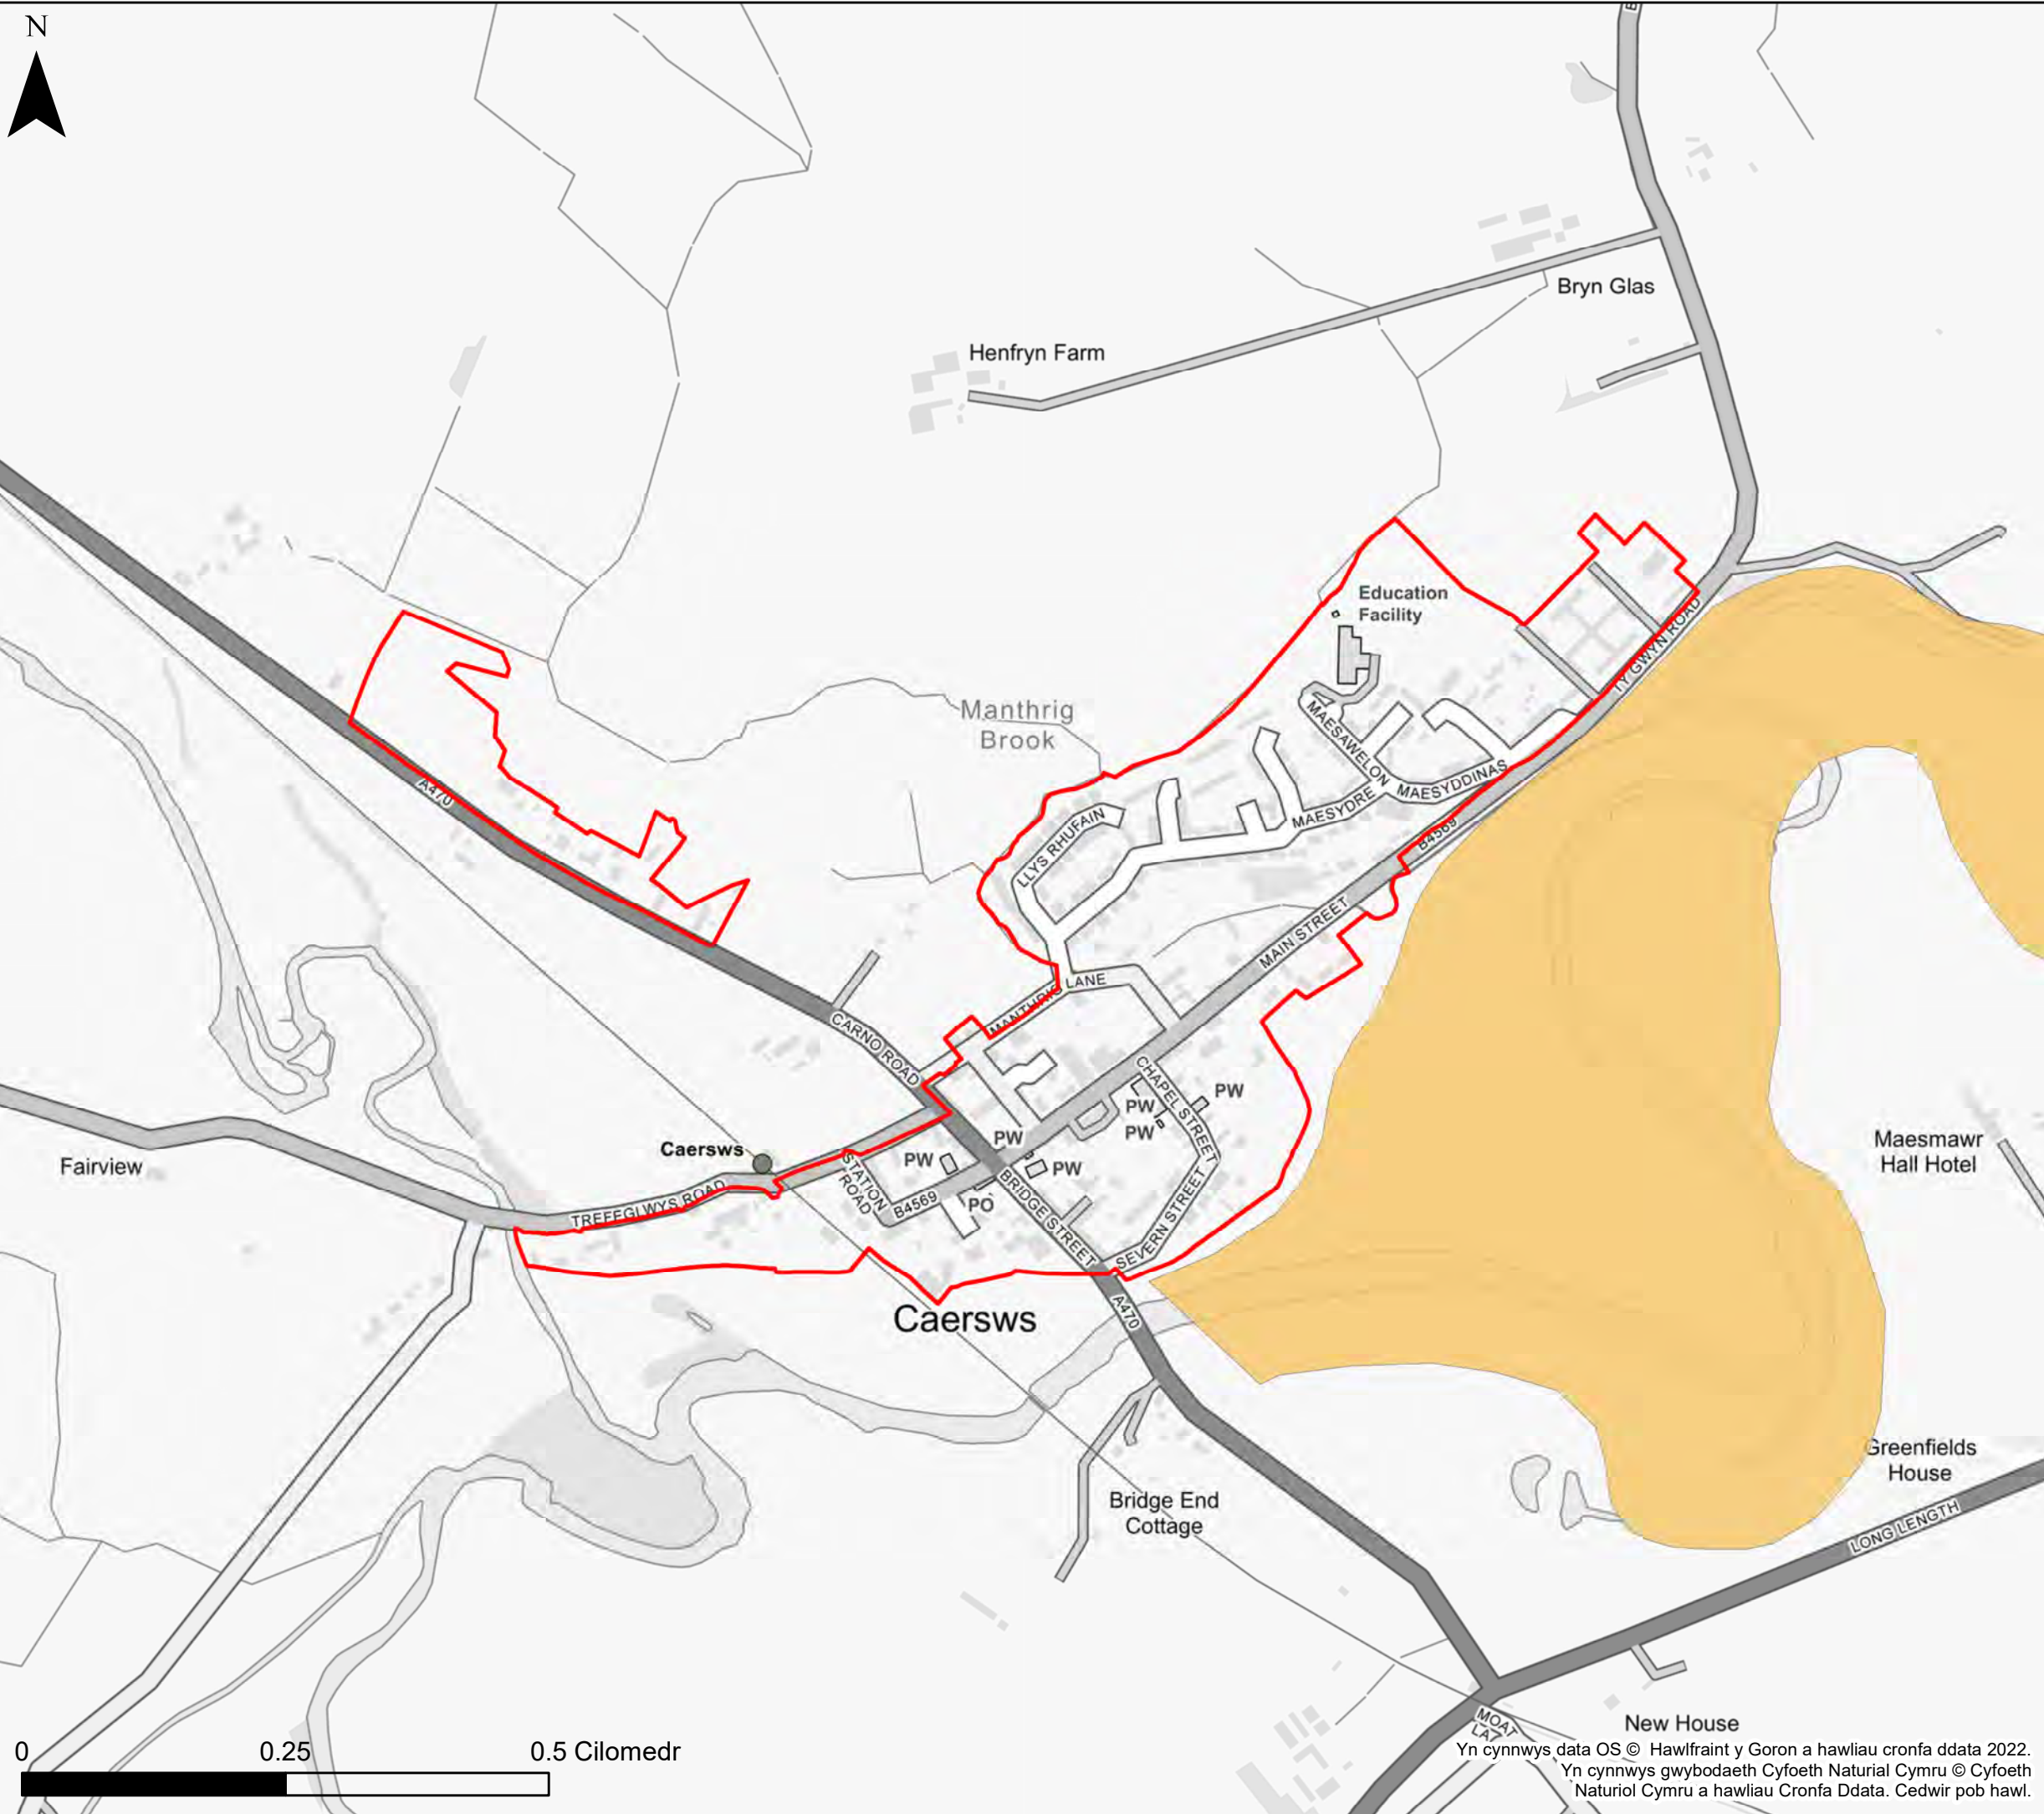 N
Bryn Glas
Henfryn Farm
Education
Facility
TY GWYN ROAD
Manthrig
Brook
MAESAWELON
MAESYDDINAS
MAESYDRE
A470
LLYS RHUFAIN
B4569
MAIN STREET
MANTHRIG LANE
CARNO ROAD
CHAPEL STREET
PW
PW
PW
PW
PW
PW
Caersws
STATION
ROAD
B4569
PO
BRIDGE STREET
SEVERN STREET
Fairview
TREFEGLWYS ROAD
Maesmawr
Hall Hotel
Caersws
A470
Greenfields
House
Bridge End
Cottage
LONG LENGTH
MOAT
New House
0 0.25 0.5 Cilomedr
Yn cynnwys data OS © Hawlfraint y Goron a hawliau cronfa ddata 2022.
Yn cynnwys gwybodaeth Cyfoeth Naturial Cymru © Cyfoeth
Naturiol Cymru a hawliau Cronfa Ddata. Cedwir pob hawl.